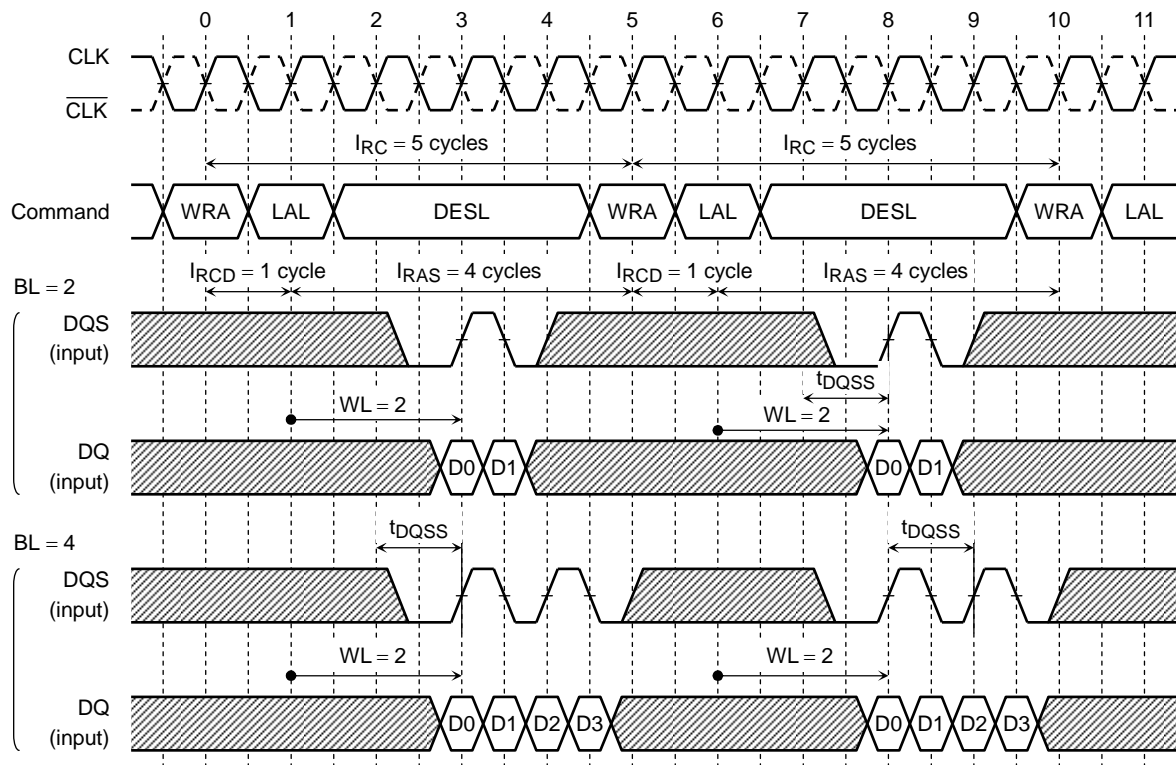 0 1 2 3 4 5 6 7 8 9 10 11
CLK
CLK
IRC = 5 cycles IRC = 5 cycles
Command WRA LAL DESL WRA LAL DESL WRA LAL
IRCD = 1 cycle IRAS = 4 cycles IRCD = 1 cycle IRAS = 4 cycles
BL = 2
DQS
(input)
tDQSS
WL = 2 WL = 2
DQ D0 D1 D0 D1
(input)
tDQSS tDQSS
BL = 4
DQS
(input)
WL = 2 WL = 2
DQ D0 D1 D2 D3 D0 D1 D2 D3
(input)